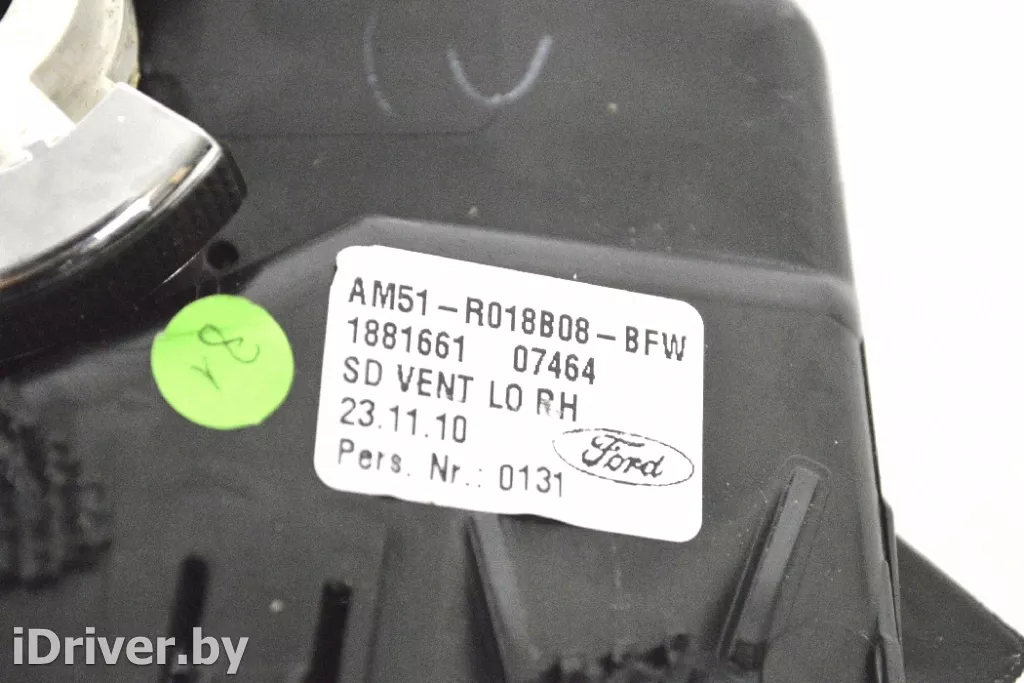 AM51-R018B08-BFW
1881661 07464
SD VENT LO RH
23.11.10
Pers. Nr.: 0131
Ford
iDriver.by